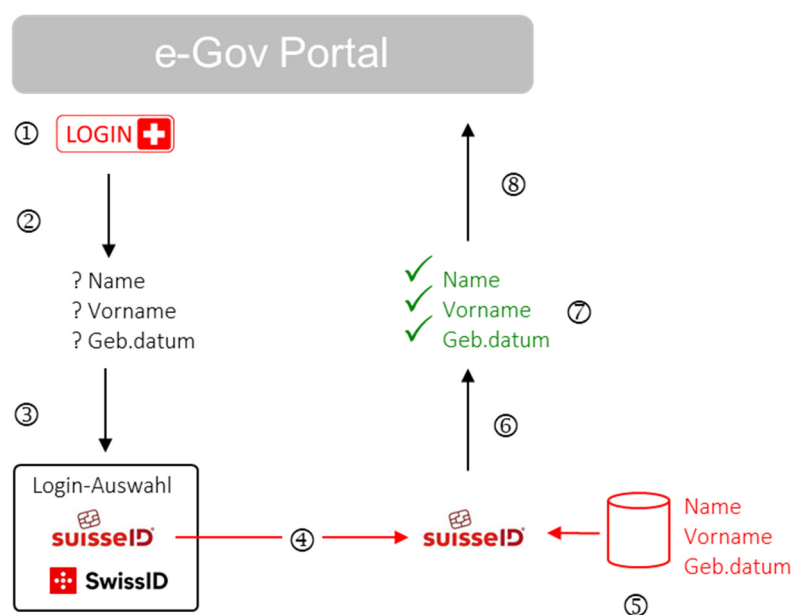 e-Gov Portal
① LOGIN
②
? Name
? Vorname
? Geb.datum
③
Login-Auswahl
suisseID
SwissID
④
suisseID
Name
Vorname
Geb.datum
⑤
⑥
✓ Name
✓ Vorname
✓ Geb.datum
⑦
⑧